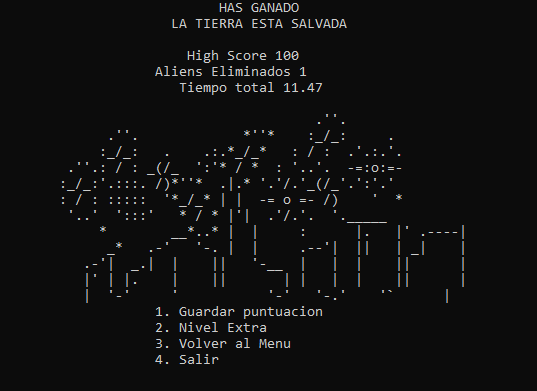 HAS GANADO
LA TIERRA ESTA SALVADA
High Score 100
Aliens Eliminados 1
Tiempo total 11.47
1. Guardar puntuacion
2. Nivel Extra
3. Volver al Menu
4. Salir